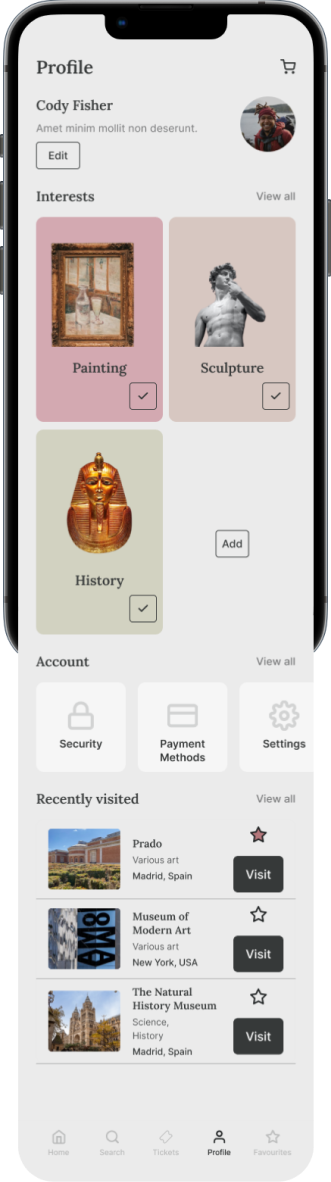 Profile
Cody Fisher
Amet minim mollit non deserunt.
Edit
Interests
View all
Painting
Sculpture
History
Add
Account
View all
Security
Payment
Methods
Settings
Recently visited
View all
Prado
Various art
Madrid, Spain
Visit
Museum of
Modern Art
Various art
New York, USA
Visit
The Natural
History Museum
Science,
History
Madrid, Spain
Visit
Home
Search
Tickets
Profile
Favourites